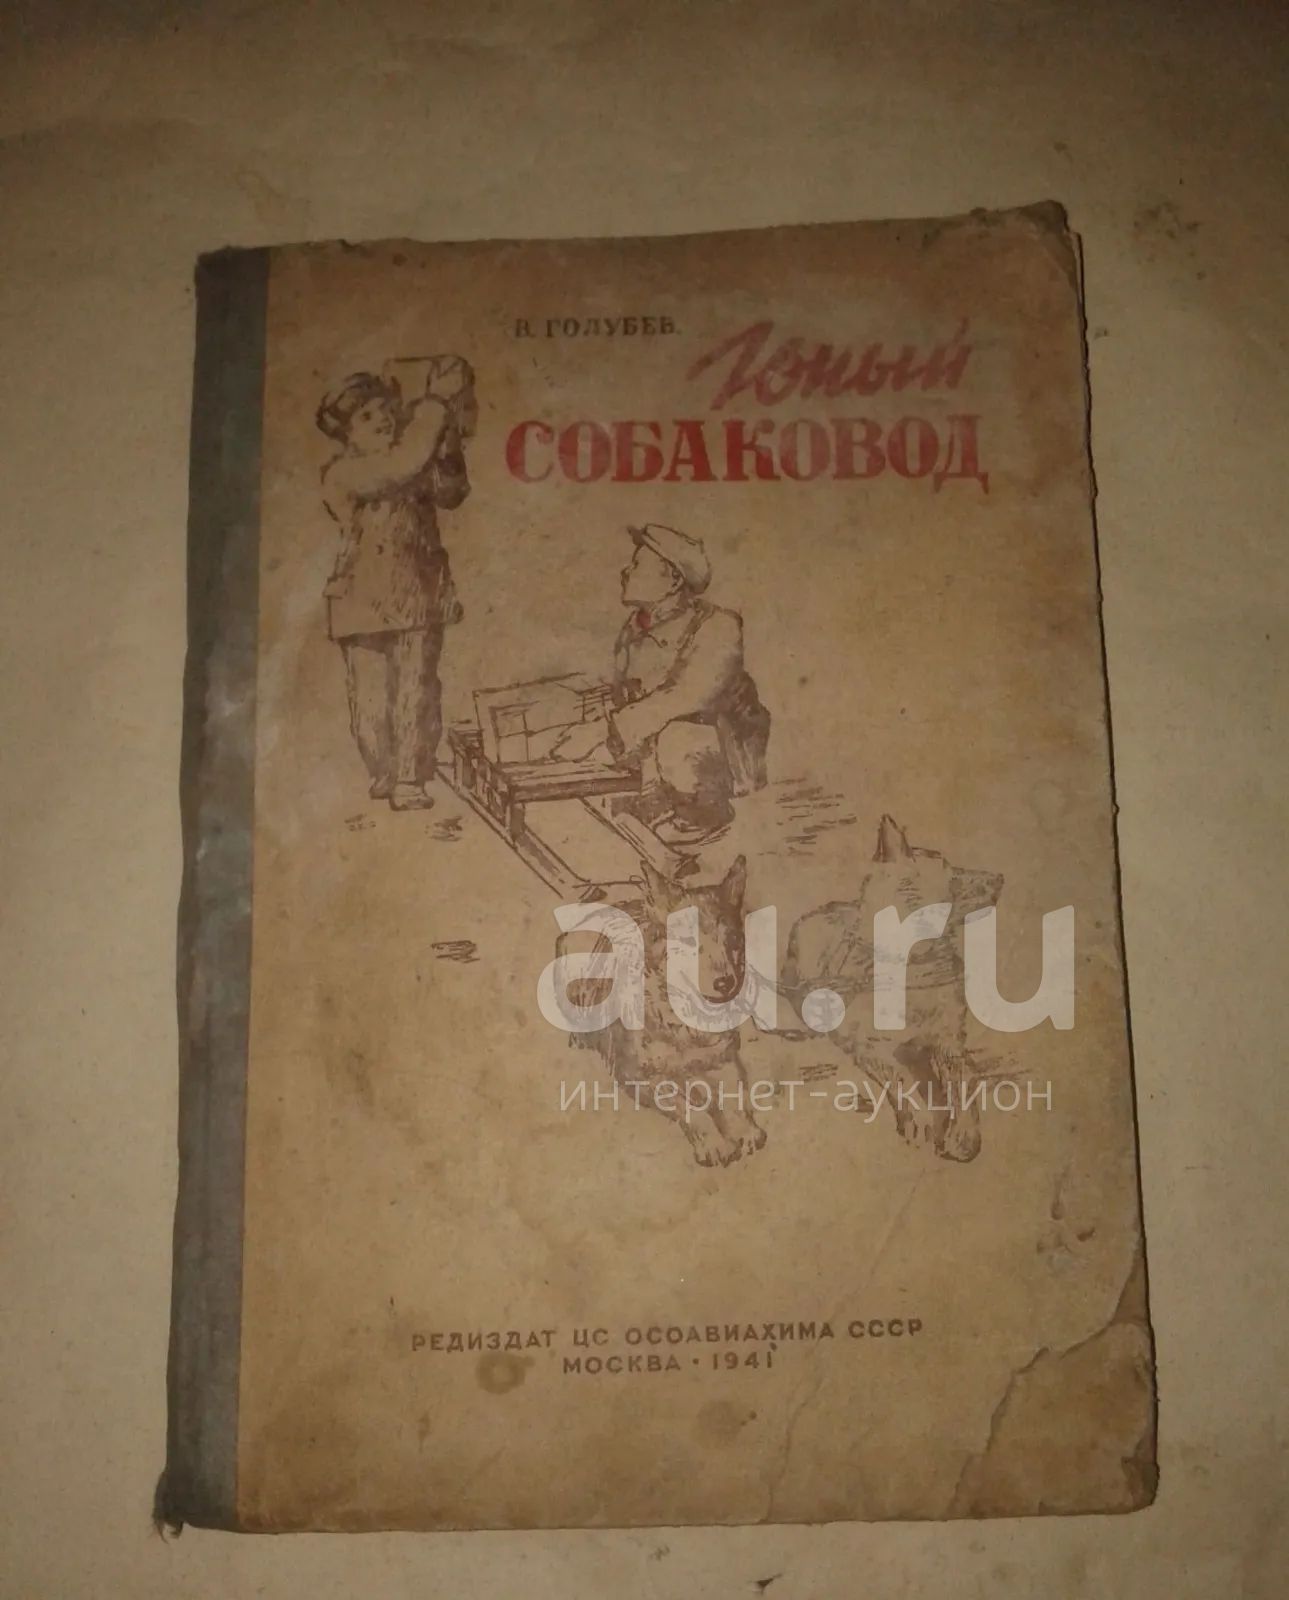 В. ГОЛУБЕВ.
Юный
СОБАКОВОД
au.ru
интернет-аукцион
РЕДИЗДАТ ЦС ОСОАВИАХИМА СССР
МОСКВА • 1941